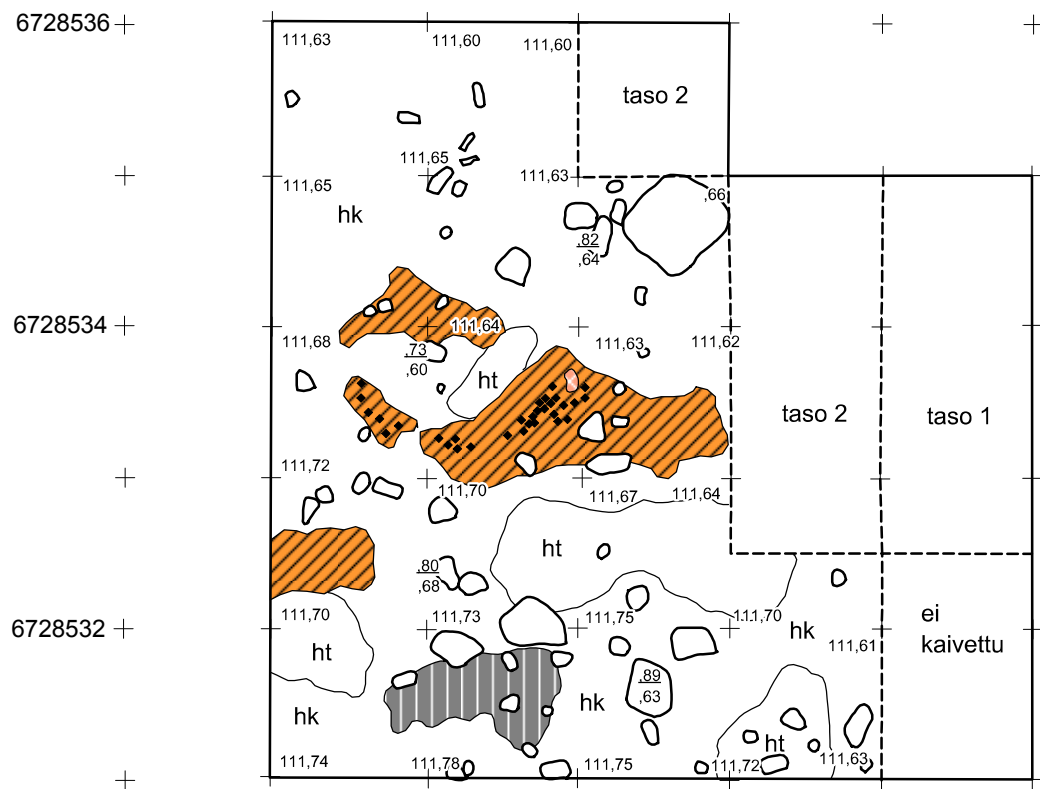 6728536
111,63
111,60
111,60
taso 2
111,65
111,65
111,63
,66
hk
,82
,64
6728534
111,68
,73
,60
111,64
111,63
111,62
ht
taso 2
taso 1
111,72
111,70
111,67
111,64
ht
,80
,68
6728532
111,70
111,73
111,75
111,70
hk
111,61
ei
kaivettu
ht
hk
hk
,89
,63
ht
111,74
111,78
111,75
111,72
111,63